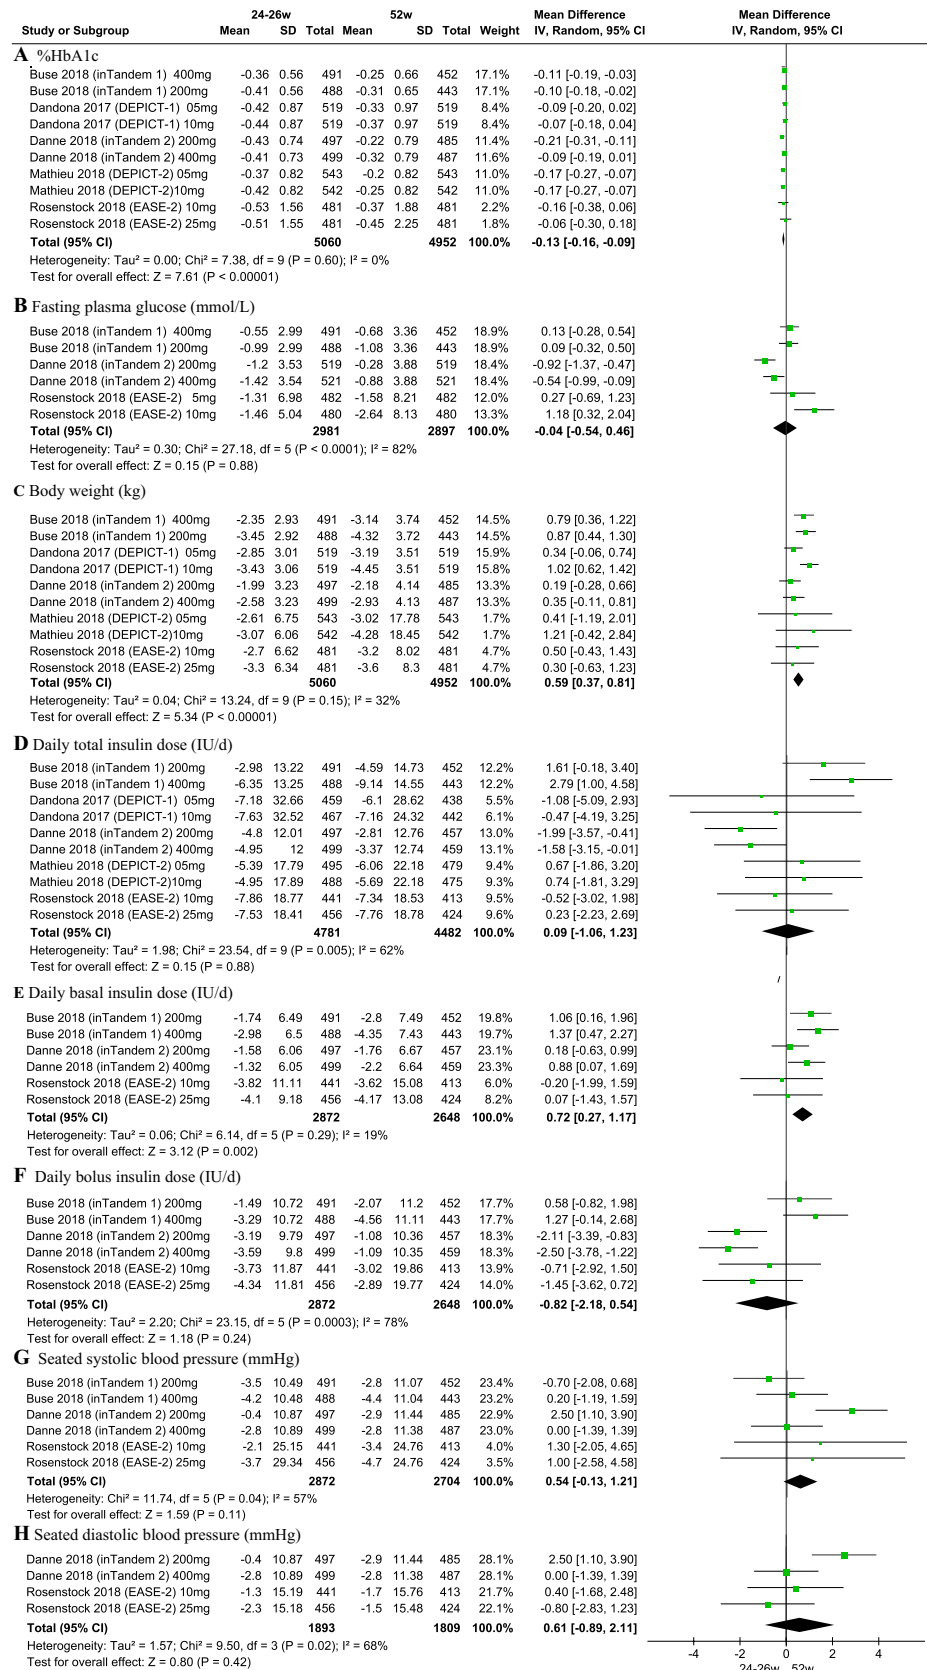 24-26w 52w Mean Difference Mean Difference
Study or Subgroup Mean SD Total Mean SD Total Weight IV, Random, 95% CI IV, Random, 95% CI
A %HbA1c
Buse 2018 (inTandem 1) 400mg -0.36 0.56 491 -0.25 0.66 452 17.1% -0.11 [-0.19, -0.03]
Buse 2018 (inTandem 1) 200mg -0.41 0.56 488 -0.31 0.65 443 17.1% -0.10 [-0.18, -0.02]
Dandona 2017 (DEPICT-1) 05mg -0.42 0.87 519 -0.33 0.97 519 8.4% -0.09 [-0.20, 0.02]
Dandona 2017 (DEPICT-1) 10mg -0.44 0.87 519 -0.37 0.97 519 8.4% -0.07 [-0.18, 0.04]
Danne 2018 (inTandem 2) 200mg -0.43 0.74 497 -0.22 0.79 485 11.5% -0.21 [-0.31, -0.11]
Danne 2018 (inTandem 2) 400mg -0.41 0.73 499 -0.32 0.79 487 11.6% -0.09 [-0.19, 0.01]
Mathieu 2018 (DEPICT-2) 05mg -0.37 0.82 543 -0.2 0.82 543 11.0% -0.17 [-0.27, -0.07]
Mathieu 2018 (DEPICT-2)10mg -0.42 0.82 542 -0.25 0.82 542 11.0% -0.17 [-0.27, -0.07]
Rosenstock 2018 (EASE-2) 10mg -0.53 1.56 481 -0.37 1.88 481 2.2% -0.16 [-0.38, 0.06]
Rosenstock 2018 (EASE-2) 25mg -0.51 1.55 481 -0.45 2.25 481 1.8% -0.06 [-0.30, 0.18]
Total (95% CI) 5060 4952 100.0% -0.13 [-0.16, -0.09]
Heterogeneity: Tau² = 0.00; Chi² = 7.38, df = 9 (P = 0.60); I² = 0%
Test for overall effect: Z = 7.61 (P < 0.00001)
B Fasting plasma glucose (mmol/L)
Buse 2018 (inTandem 1) 400mg -0.55 2.99 491 -0.68 3.36 452 18.9% 0.13 [-0.28, 0.54]
Buse 2018 (inTandem 1) 200mg -0.99 2.99 488 -1.08 3.36 443 18.9% 0.09 [-0.32, 0.50]
Danne 2018 (inTandem 2) 200mg -1.2 3.53 519 -0.28 3.88 519 18.4% -0.92 [-1.37, -0.47]
Danne 2018 (inTandem 2) 400mg -1.42 3.54 521 -0.88 3.88 521 18.4% -0.54 [-0.99, -0.09]
Rosenstock 2018 (EASE-2) 5mg -1.31 6.98 482 -1.58 8.21 482 12.0% 0.27 [-0.69, 1.23]
Rosenstock 2018 (EASE-2) 10mg -1.46 5.04 480 -2.64 8.13 480 13.3% 1.18 [0.32, 2.04]
Total (95% CI) 2981 2897 100.0% -0.04 [-0.54, 0.46]
Heterogeneity: Tau² = 0.30; Chi² = 27.18, df = 5 (P < 0.0001); I² = 82%
Test for overall effect: Z = 0.15 (P = 0.88)
C Body weight (kg)
Buse 2018 (inTandem 1) 400mg -2.35 2.93 491 -3.14 3.74 452 14.5% 0.79 [0.36, 1.22]
Buse 2018 (inTandem 1) 200mg -3.45 2.92 488 -4.32 3.72 443 14.5% 0.87 [0.44, 1.30]
Dandona 2017 (DEPICT-1) 05mg -2.85 3.01 519 -3.19 3.51 519 15.9% 0.34 [-0.06, 0.74]
Dandona 2017 (DEPICT-1) 10mg -3.43 3.06 519 -4.45 3.51 519 15.8% 1.02 [0.62, 1.42]
Danne 2018 (inTandem 2) 200mg -1.99 3.23 497 -2.18 4.14 485 13.3% 0.19 [-0.28, 0.66]
Danne 2018 (inTandem 2) 400mg -2.58 3.23 499 -2.93 4.13 487 13.3% 0.35 [-0.11, 0.81]
Mathieu 2018 (DEPICT-2) 05mg -2.61 6.75 543 -3.02 17.78 543 1.7% 0.41 [-1.19, 2.01]
Mathieu 2018 (DEPICT-2)10mg -3.07 6.06 542 -4.28 18.45 542 1.7% 1.21 [-0.42, 2.84]
Rosenstock 2018 (EASE-2) 10mg -2.7 6.62 481 -3.2 8.02 481 4.7% 0.50 [-0.43, 1.43]
Rosenstock 2018 (EASE-2) 25mg -3.3 6.34 481 -3.6 8.3 481 4.7% 0.30 [-0.63, 1.23]
Total (95% CI) 5060 4952 100.0% 0.59 [0.37, 0.81]
Heterogeneity: Tau² = 0.04; Chi² = 13.24, df = 9 (P = 0.15); I² = 32%
Test for overall effect: Z = 5.34 (P < 0.00001)
D Daily total insulin dose (IU/d)
Buse 2018 (inTandem 1) 200mg -2.98 13.22 491 -4.59 14.73 452 12.2% 1.61 [-0.18, 3.40]
Buse 2018 (inTandem 1) 400mg -6.35 13.25 488 -9.14 14.55 443 12.2% 2.79 [1.00, 4.58]
Dandona 2017 (DEPICT-1) 05mg -7.18 32.66 459 -6.1 28.62 438 5.5% -1.08 [-5.09, 2.93]
Dandona 2017 (DEPICT-1) 10mg -7.63 32.52 467 -7.16 24.32 442 6.1% -0.47 [-4.19, 3.25]
Danne 2018 (inTandem 2) 200mg -4.8 12.01 497 -2.81 12.76 457 13.0% -1.99 [-3.57, -0.41]
Danne 2018 (inTandem 2) 400mg -4.95 12 499 -3.37 12.74 459 13.1% -1.58 [-3.15, -0.01]
Mathieu 2018 (DEPICT-2) 05mg -5.39 17.79 495 -6.06 22.18 479 9.4% 0.67 [-1.86, 3.20]
Mathieu 2018 (DEPICT-2)10mg -4.95 17.89 488 -5.69 22.18 475 9.3% 0.74 [-1.81, 3.29]
Rosenstock 2018 (EASE-2) 10mg -7.86 18.77 441 -7.34 18.53 413 9.5% -0.52 [-3.02, 1.98]
Rosenstock 2018 (EASE-2) 25mg -7.53 18.41 456 -7.76 18.78 424 9.6% 0.23 [-2.23, 2.69]
Total (95% CI) 4781 4482 100.0% 0.09 [-1.06, 1.23]
Heterogeneity: Tau² = 1.98; Chi² = 23.54, df = 9 (P = 0.005); I² = 62%
Test for overall effect: Z = 0.15 (P = 0.88)
E Daily basal insulin dose (IU/d)
Buse 2018 (inTandem 1) 200mg -1.74 6.49 491 -2.8 7.49 452 19.8% 1.06 [0.16, 1.96]
Buse 2018 (inTandem 1) 400mg -2.98 6.5 488 -4.35 7.43 443 19.7% 1.37 [0.47, 2.27]
Danne 2018 (inTandem 2) 200mg -1.58 6.06 497 -1.76 6.67 457 23.1% 0.18 [-0.63, 0.99]
Danne 2018 (inTandem 2) 400mg -1.32 6.05 499 -2.2 6.64 459 23.3% 0.88 [0.07, 1.69]
Rosenstock 2018 (EASE-2) 10mg -3.82 11.11 441 -3.62 15.08 413 6.0% -0.20 [-1.99, 1.59]
Rosenstock 2018 (EASE-2) 25mg -4.1 9.18 456 -4.17 13.08 424 8.2% 0.07 [-1.43, 1.57]
Total (95% CI) 2872 2648 100.0% 0.72 [0.27, 1.17]
Heterogeneity: Tau² = 0.06; Chi² = 6.14, df = 5 (P = 0.29); I² = 19%
Test for overall effect: Z = 3.12 (P = 0.002)
F Daily bolus insulin dose (IU/d)
Buse 2018 (inTandem 1) 200mg -1.49 10.72 491 -2.07 11.2 452 17.7% 0.58 [-0.82, 1.98]
Buse 2018 (inTandem 1) 400mg -3.29 10.72 488 -4.56 11.11 443 17.7% 1.27 [-0.14, 2.68]
Danne 2018 (inTandem 2) 200mg -3.19 9.79 497 -1.08 10.36 457 18.3% -2.11 [-3.39, -0.83]
Danne 2018 (inTandem 2) 400mg -3.59 9.8 499 -1.09 10.35 459 18.3% -2.50 [-3.78, -1.22]
Rosenstock 2018 (EASE-2) 10mg -3.73 11.87 441 -3.02 19.86 413 13.9% -0.71 [-2.92, 1.50]
Rosenstock 2018 (EASE-2) 25mg -4.34 11.81 456 -2.89 19.77 424 14.0% -1.45 [-3.62, 0.72]
Total (95% CI) 2872 2648 100.0% -0.82 [-2.18, 0.54]
Heterogeneity: Tau² = 2.20; Chi² = 23.15, df = 5 (P = 0.0003); I² = 78%
Test for overall effect: Z = 1.18 (P = 0.24)
G Seated systolic blood pressure (mmHg)
Buse 2018 (inTandem 1) 200mg -3.5 10.49 491 -2.8 11.07 452 23.4% -0.70 [-2.08, 0.68]
Buse 2018 (inTandem 1) 400mg -4.2 10.48 488 -4.4 11.04 443 23.2% 0.20 [-1.19, 1.59]
Danne 2018 (inTandem 2) 200mg -0.4 10.87 497 -2.9 11.44 485 22.9% 2.50 [1.10, 3.90]
Danne 2018 (inTandem 2) 400mg -2.8 10.89 499 -2.8 11.38 487 23.0% 0.00 [-1.39, 1.39]
Rosenstock 2018 (EASE-2) 10mg -2.1 25.15 441 -3.4 24.76 413 4.0% 1.30 [-2.05, 4.65]
Rosenstock 2018 (EASE-2) 25mg -3.7 29.34 456 -4.7 24.76 424 3.5% 1.00 [-2.58, 4.58]
Total (95% CI) 2872 2704 100.0% 0.54 [-0.13, 1.21]
Heterogeneity: Chi² = 11.74, df = 5 (P = 0.04); I² = 57%
Test for overall effect: Z = 1.59 (P = 0.11)
H Seated diastolic blood pressure (mmHg)
Danne 2018 (inTandem 2) 200mg -0.4 10.87 497 -2.9 11.44 485 28.1% 2.50 [1.10, 3.90]
Danne 2018 (inTandem 2) 400mg -2.8 10.89 499 -2.8 11.38 487 28.1% 0.00 [-1.39, 1.39]
Rosenstock 2018 (EASE-2) 10mg -1.3 15.19 441 -1.7 15.76 413 21.7% 0.40 [-1.68, 2.48]
Rosenstock 2018 (EASE-2) 25mg -2.3 15.18 456 -1.5 15.48 424 22.1% -0.80 [-2.83, 1.23]
Total (95% CI) 1893 1809 100.0% 0.61 [-0.89, 2.11]
Heterogeneity: Tau² = 1.57; Chi² = 9.50, df = 3 (P = 0.02); I² = 68%
Test for overall effect: Z = 0.80 (P = 0.42)
-4 -2 0 2 4
24-26w 52w